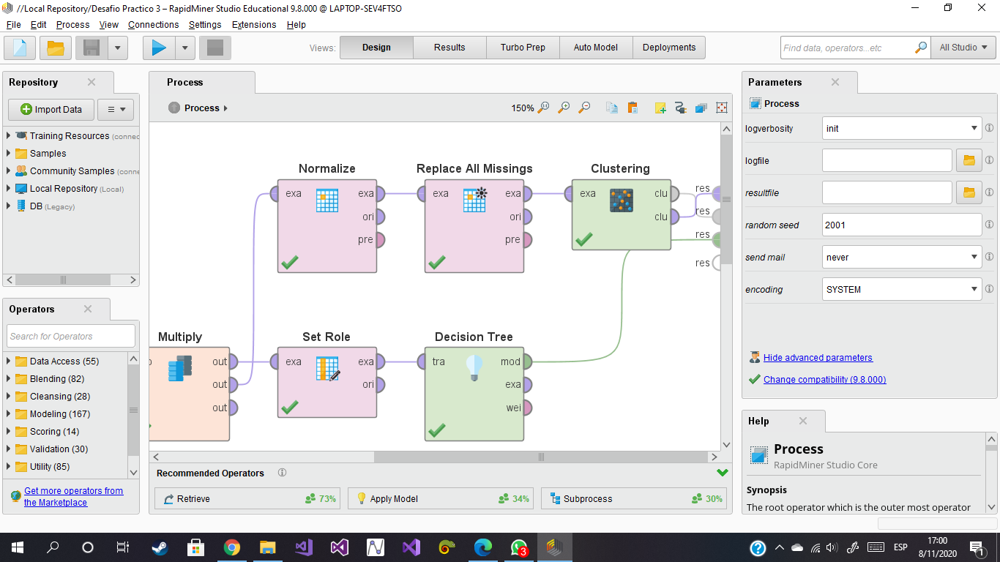 //Local Repository/Desafio Practico 3 – RapidMiner Studio Educational 9.8.000 @ LAPTOP-SEV4FTSO
File Edit Process View Connections Settings Extensions Help
Views: Design Results Turbo Prep Auto Model Deployments
Find data, operators...etc
All Studio
Repository
Import Data
Training Resources (connec
Samples
Community Samples (conne
Local Repository (Local)
DB (Legacy)
Operators
Search for Operators
Data Access (55)
Blending (82)
Cleansing (28)
Modeling (167)
Scoring (14)
Validation (30)
Utility (85)
Get more operators from
the Marketplace
Process
Process
150%
Normalize
exa exa
ori
pre
Replace All Missings
exa exa
ori
pre
Clustering
exa clu
clu
res
res
res
res
Multiply
out
out
out
Set Role
exa exa
ori
Decision Tree
tra mod
exa
wei
Recommended Operators
Retrieve 73%
Apply Model 34%
Subprocess 30%
Parameters
Process
logverbosity init
logfile
resultfile
random seed 2001
send mail never
encoding SYSTEM
Hide advanced parameters
Change compatibility (9.8.000)
Help
Process
RapidMiner Studio Core
Synopsis
The root operator which is the outer most operator
3
ESP
17:00
8/11/2020
1